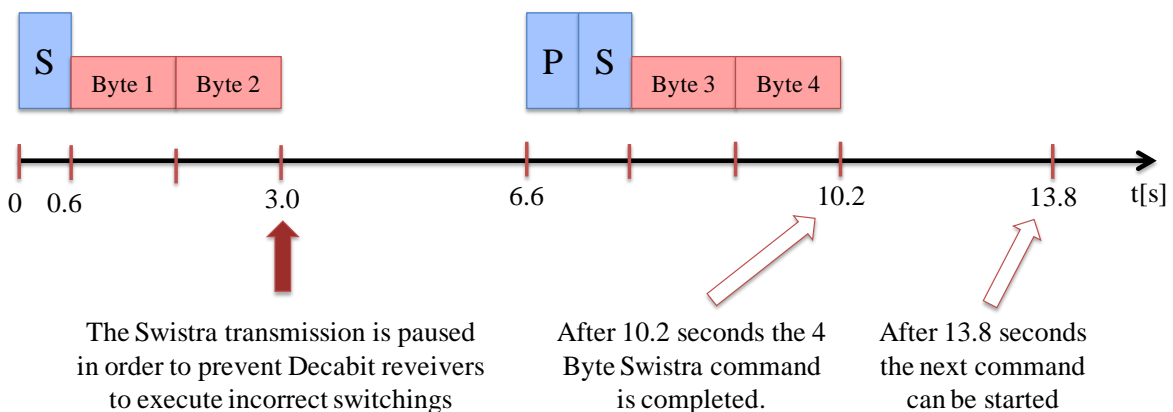 S
Byte 1
Byte 2
P
S
Byte 3
Byte 4
0
0.6
3.0
6.6
10.2
13.8
t[s]
The Swistra transmission is paused
in order to prevent Decabit reveivers
to execute incorrect switchings
After 10.2 seconds the 4
Byte Swistra command
is completed.
After 13.8 seconds
the next command
can be started